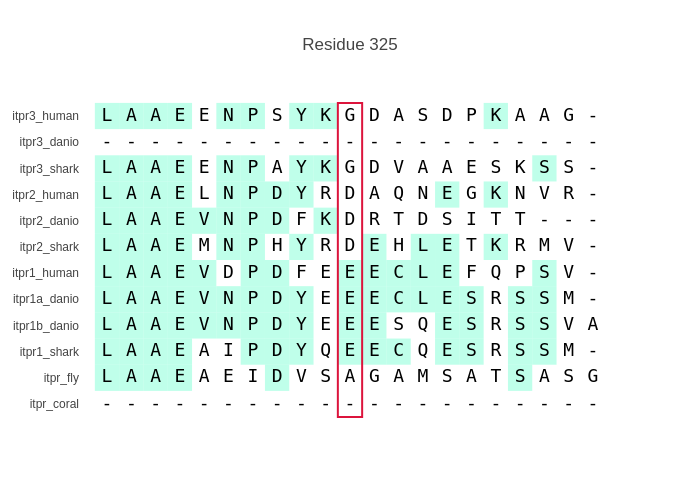 Residue 325
itpr3_human L A A E E N P S Y K G D A S D P K A A G -
itpr3_danio - - - - - - - - - - - - - - - - - - - - -
itpr3_shark L A A E E N P A Y K G D V A A E S K S S -
itpr2_human L A A E L N P D Y R D A Q N E G K N V R -
itpr2_danio L A A E V N P D F K D R T D S I T T - - -
itpr2_shark L A A E M N P H Y R D E H L E T K R M V -
itpr1_human L A A E V D P D F E E E C L E F Q P S V -
itpr1a_danio L A A E V N P D Y E E E C L E S R S S M -
itpr1b_danio L A A E V N P D Y E E E S Q E S R S S V A
itpr1_shark L A A E A I P D Y Q E E C Q E S R S S M -
itpr_fly L A A E A E I D V S A G A M S A T S A S G
itpr_coral - - - - - - - - - - - - - - - - - - - - -